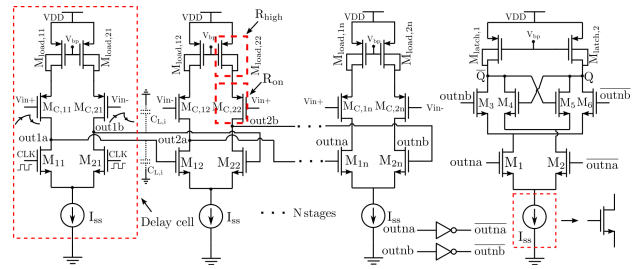 VDD
VDD
R_high
VDD
VDD
M_load,11
V_bp
M_load,21
M_load,12
V_bp
M_load,22
M_load,1n
V_bp
M_load,2n
M_latch,1
V_bp
M_latch,2
R_on
Q̅
Q
Vin+
M_C,11
M_C,21
Vin-
C_L,i
Vin-
M_C,12
M_C,22
Vin+
Vin+
M_C,1n
M_C,2n
Vin-
outnb
M_3
M_4
M_5
M_6
outnb
out1a
out1b
out2a
out2b
outna
outnb
CLK
M_11
M_21
CLK
C_L,i
M_12
M_22
M_1n
M_2n
outna
M_1
M_2
o̅u̅t̅n̅a̅
I_ss
Delay cell
I_ss
N stages
I_ss
I_ss
outna
o̅u̅t̅n̅a̅
outnb
o̅u̅t̅n̅b̅